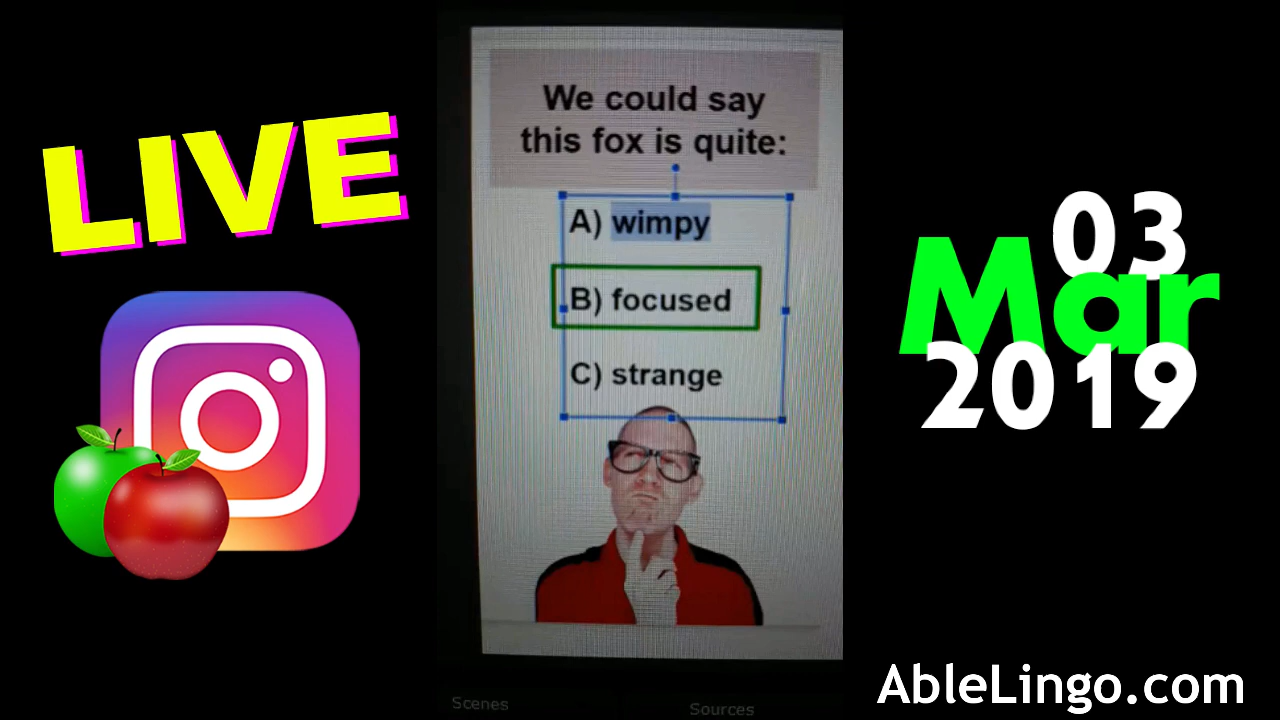 LIVE
We could say
this fox is quite:
A) wimpy
B) focused
C) strange
03
Mar
2019
Scenes
Sources
AbleLingo.com